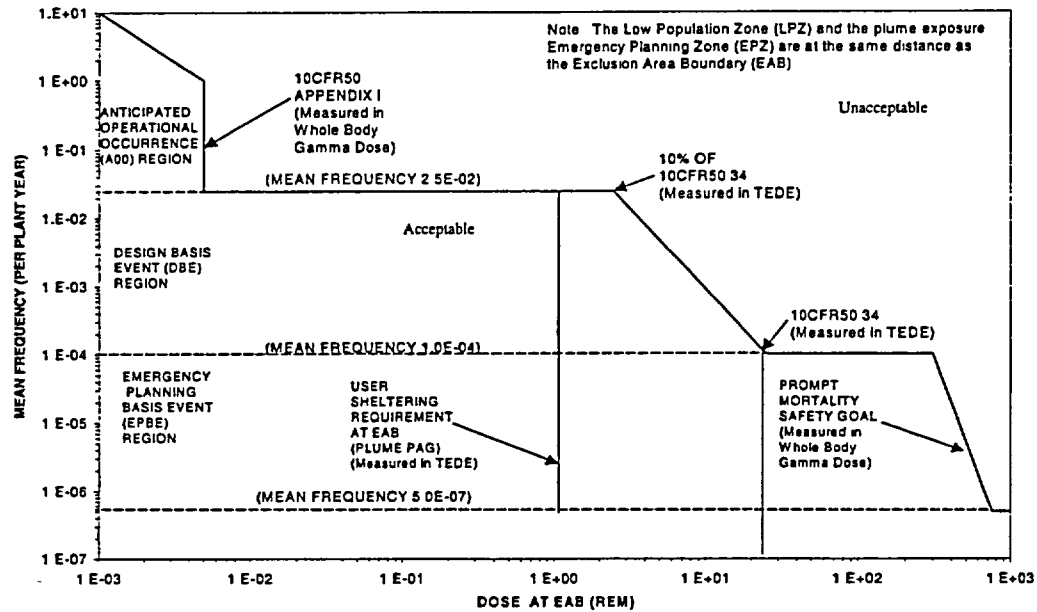 Note The Low Population Zone (LPZ) and the plume exposure
Emergency Planning Zone (EPZ) are at the same distance as
the Exclusion Area Boundary (EAB)
MEAN FREQUENCY (PER PLANT YEAR)
1.E+01
1 E+00
1 E-01
1.E-02
1 E-03
1 E-04
1 E-05
1 E-06
1 E-07
10CFR50
APPENDIX I
(Measured in
Whole Body
Gamma Dose)
ANTICIPATED
OPERATIONAL
OCCURRENCE
(A00) REGION
Unacceptable
10% OF
10CFR50 34
(Measured in TEDE)
(MEAN FREQUENCY 2 5E-02)
Acceptable
DESIGN BASIS
EVENT (DBE)
REGION
10CFR50 34
(Measured in TEDE)
(MEAN FREQUENCY 1.0E-04)
EMERGENCY
PLANNING
BASIS EVENT
(EPBE)
REGION
USER
SHELTERING
REQUIREMENT
AT EAB
(PLUME PAG)
(Measured in TEDE)
PROMPT
MORTALITY
SAFETY GOAL
(Measured in
Whole Body
Gamma Dose)
(MEAN FREQUENCY 5 0E-07)
1 E-03
1 E-02
1 E-01
1 E+00
1 E+01
1 E+02
1 E+03
DOSE AT EAB (REM)